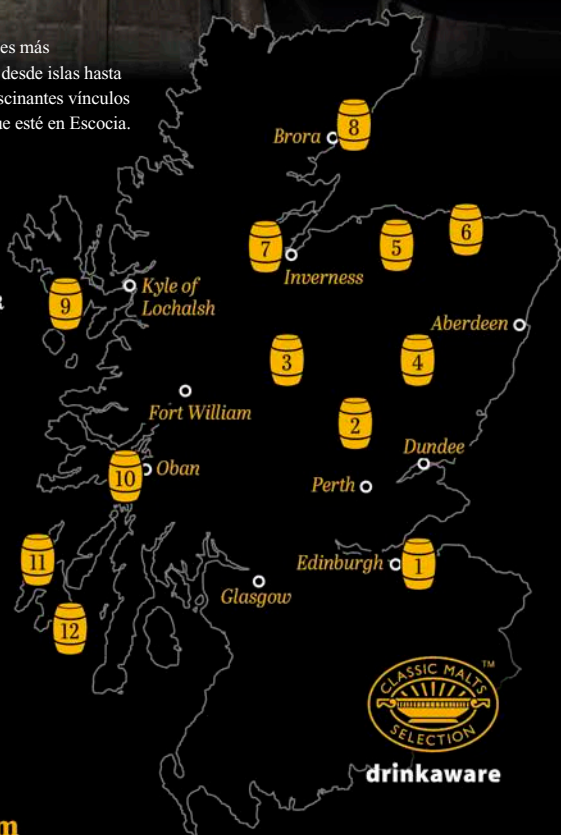 es más
desde islas hasta
vínculos
esté en Escocia.
8
Brora
7
5
6
Inverness
9
Kyle of
Lochalsh
Aberdeen
3
4
Fort William
2
Dundee
10
Oban
Perth
11
Edinburgh
1
Glasgow
12
CLASSIC MALTS
SELECTION
TM
drinkaware